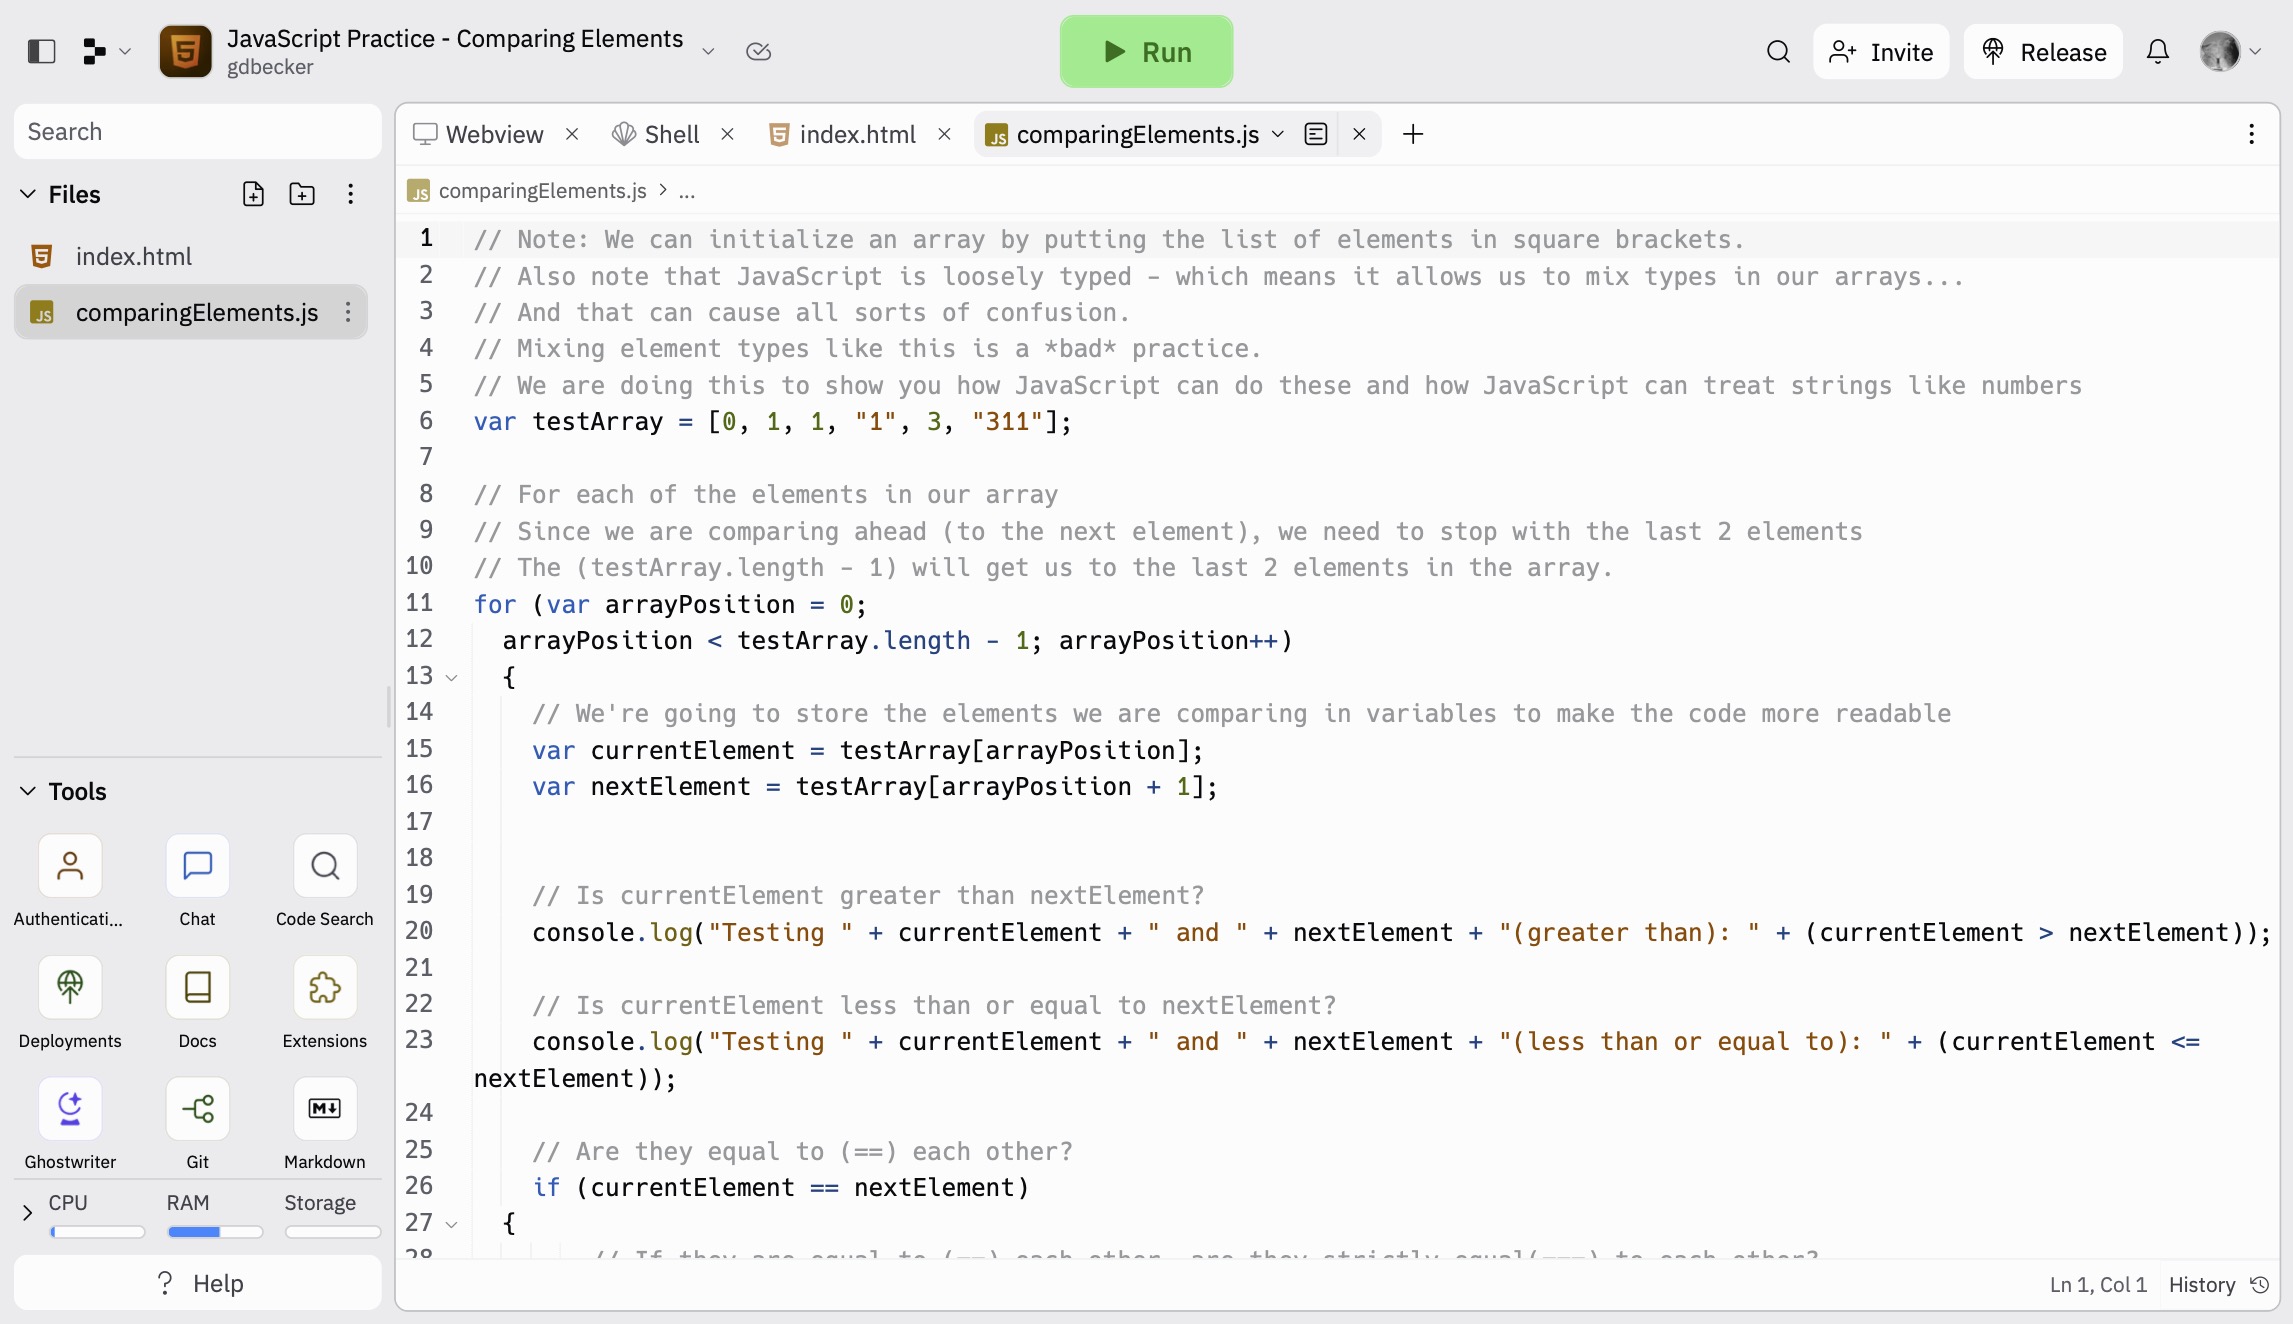 JavaScript Practice - Comparing Elements
gdbecker
Run
Invite
Release
Search
Files
index.html
comparingElements.js
Tools
Authenticati...
Chat
Code Search
Deployments
Docs
Extensions
Ghostwriter
Git
Markdown
CPU
RAM
Storage
? Help
Webview
Shell
index.html
comparingElements.js
comparingElements.js > ...
1 // Note: We can initialize an array by putting the list of elements in square brackets.
2 // Also note that JavaScript is loosely typed - which means it allows us to mix types in our arrays...
3 // And that can cause all sorts of confusion.
4 // Mixing element types like this is a *bad* practice.
5 // We are doing this to show you how JavaScript can do these and how JavaScript can treat strings like numbers
6 var testArray = [0, 1, 1, "1", 3, "311"];
7
8 // For each of the elements in our array
9 // Since we are comparing ahead (to the next element), we need to stop with the last 2 elements
10 // The (testArray.length - 1) will get us to the last 2 elements in the array.
11 for (var arrayPosition = 0;
12 arrayPosition < testArray.length - 1; arrayPosition++)
13 {
14 // We're going to store the elements we are comparing in variables to make the code more readable
15 var currentElement = testArray[arrayPosition];
16 var nextElement = testArray[arrayPosition + 1];
17
18
19 // Is currentElement greater than nextElement?
20 console.log("Testing " + currentElement + " and " + nextElement + "(greater than): " + (currentElement > nextElement));
21
22 // Is currentElement less than or equal to nextElement?
23 console.log("Testing " + currentElement + " and " + nextElement + "(less than or equal to): " + (currentElement <=
nextElement));
24
25 // Are they equal to (==) each other?
26 if (currentElement == nextElement)
27 {
28 // If they are equal to (==) each other, are they strictly equal(===) to each other?
Ln 1, Col 1
History